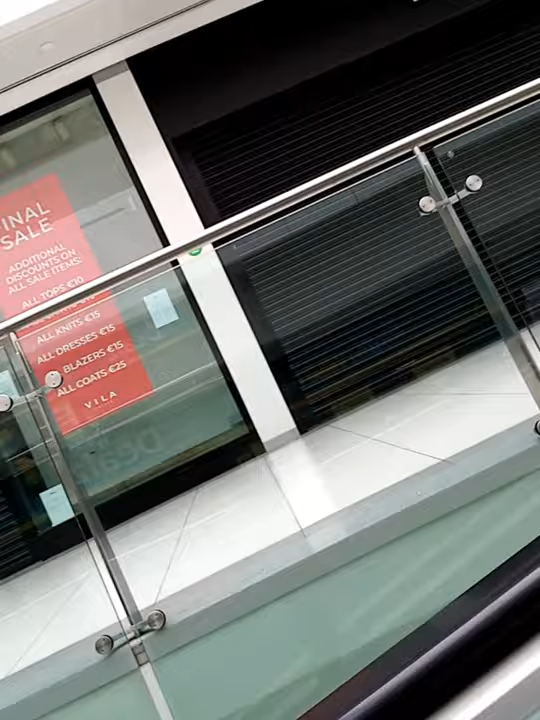 INAL
SALE
ADDITIONAL
DISCOUNTS ON
ALL SALE ITEMS:
ALL TOPS €10
ALL KNITS €15
ALL DRESSES €15
BLAZERS €15
ALL COATS €25
VILA